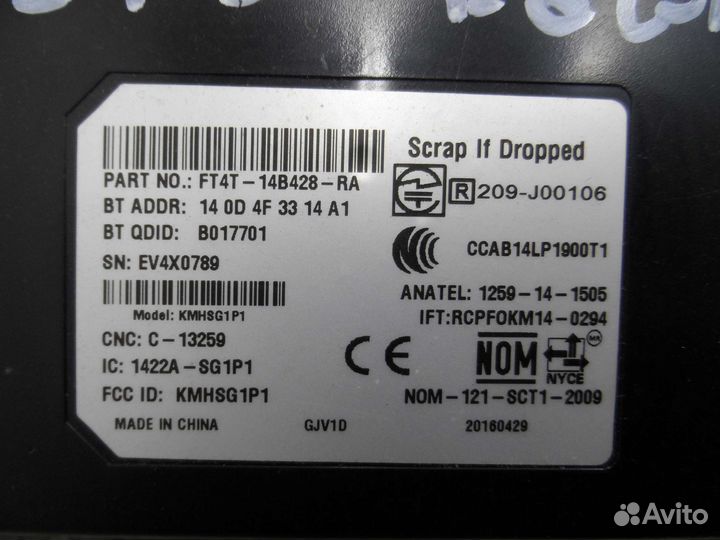 Scrap If Dropped
PART NO.: FT4T-14B428-RA
R 209-J00106
BT ADDR: 14 0D 4F 33 14 A1
BT QDID: B017701
CCAB14LP1900T1
SN: EV4X0789
ANATEL: 1259-14-1505
Model: KMHSG1P1
IFT:RCPFOKM14-0294
CNC: C-13259
IC: 1422A-SG1P1
CE
NOM
MR
NYCE
FCC ID: KMHSG1P1
NOM-121-SCT1-2009
MADE IN CHINA GJV1D 20160429
Avito